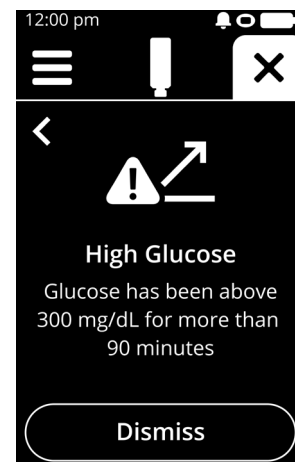 12:00 pm
High Glucose
Glucose has been above
300 mg/dL for more than
90 minutes
Dismiss